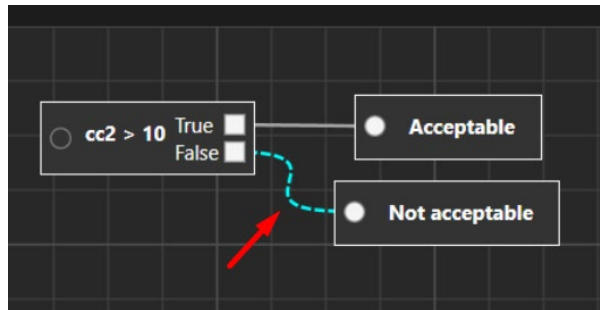 cc2 > 10
True
False
Acceptable
Not acceptable